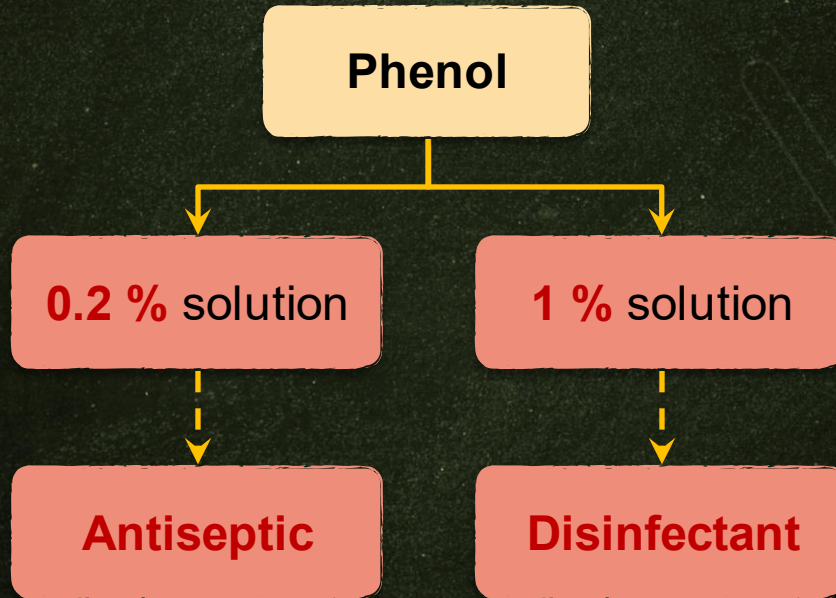 Phenol
0.2 % solution
1 % solution
Antiseptic
Disinfectant